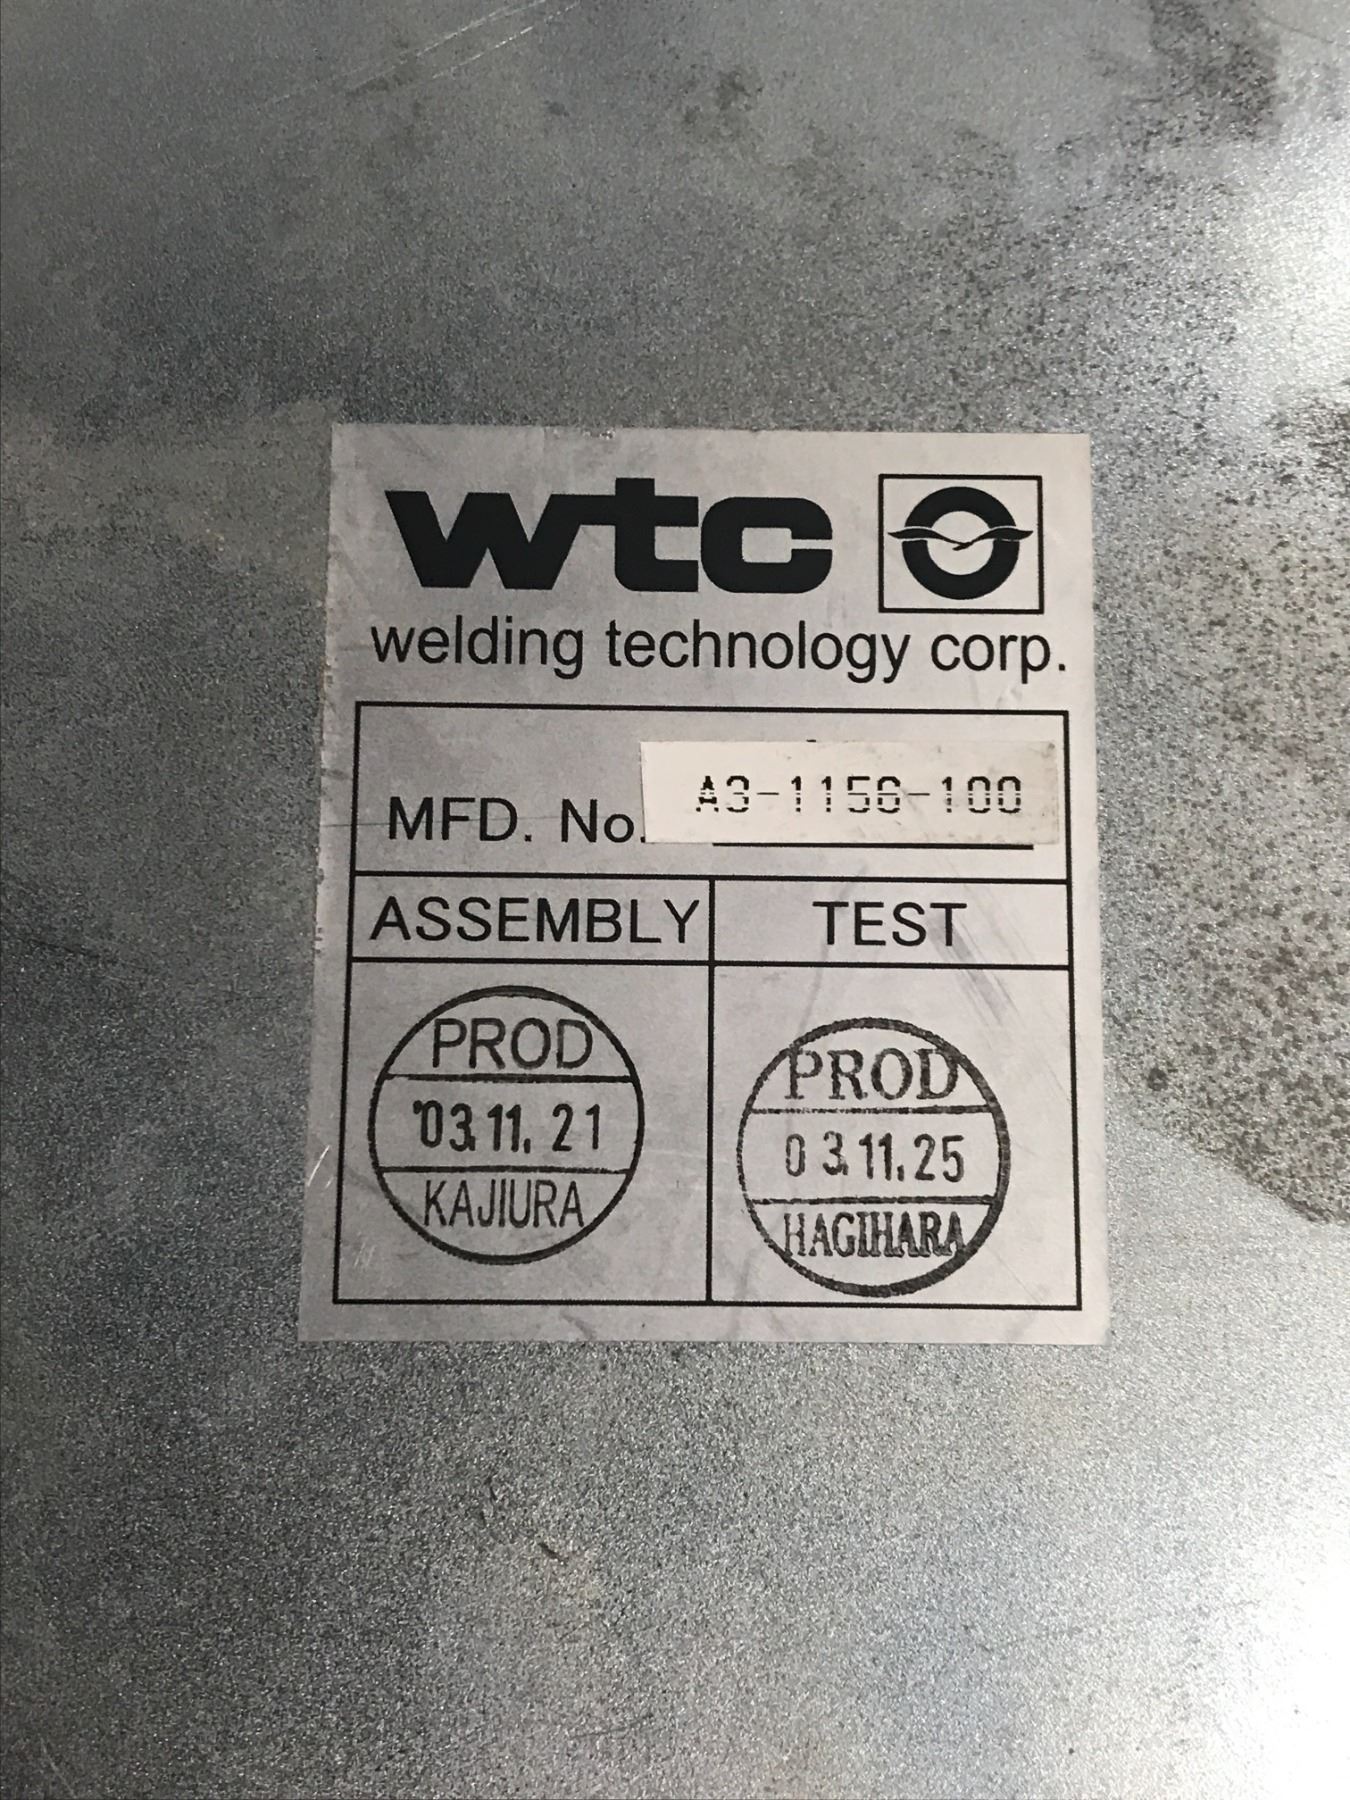 wtc
welding technology corp.
MFD. No. A3-1156-100
ASSEMBLY TEST
PROD
'03.11.21
KAJIURA
PROD
03.11.25
HAGIHARA